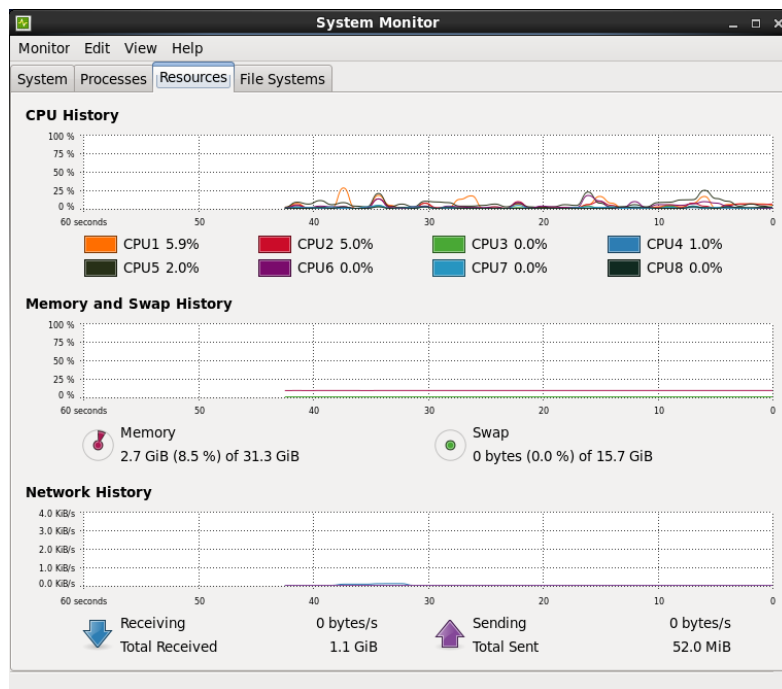 System Monitor
Monitor Edit View Help
System Processes Resources File Systems
CPU History
100 %
75 %
50 %
25 %
0 %
60 seconds 50 40 30 20 10 0
CPU1 5.9% CPU2 5.0% CPU3 0.0% CPU4 1.0%
CPU5 2.0% CPU6 0.0% CPU7 0.0% CPU8 0.0%
Memory and Swap History
100 %
75 %
50 %
25 %
0 %
60 seconds 50 40 30 20 10 0
Memory Swap
2.7 GiB (8.5 %) of 31.3 GiB 0 bytes (0.0 %) of 15.7 GiB
Network History
4.0 KiB/s
3.0 KiB/s
2.0 KiB/s
1.0 KiB/s
0.0 KiB/s
60 seconds 50 40 30 20 10 0
Receiving 0 bytes/s Sending 0 bytes/s
Total Received 1.1 GiB Total Sent 52.0 MiB